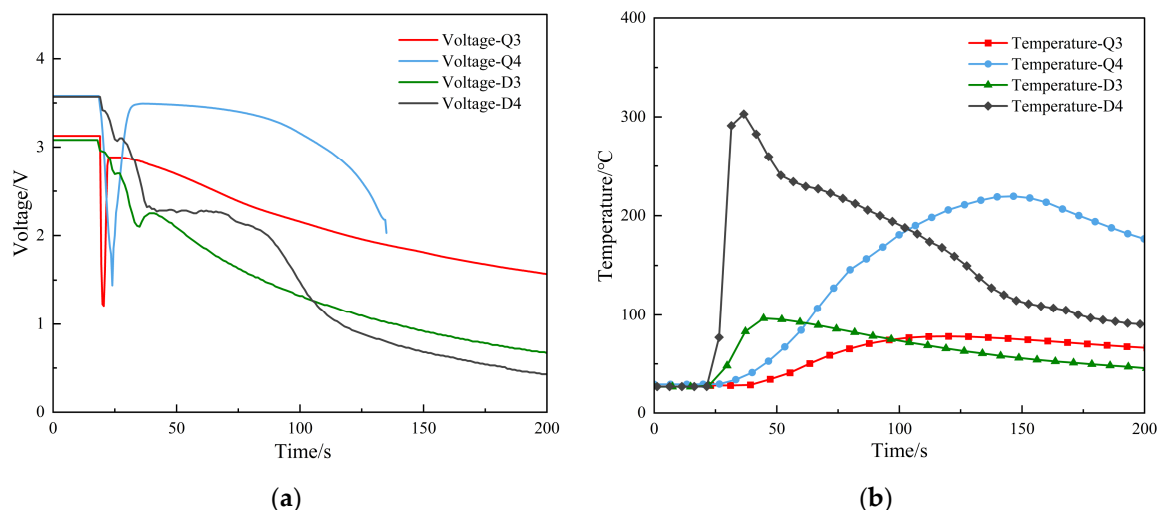 Voltage/V
4
3
2
1
0
0 50 100 150 200
Time/s
Voltage-Q3
Voltage-Q4
Voltage-D3
Voltage-D4
(a)
Temperature/°C
400
300
200
100
0
0 50 100 150 200
Time/s
Temperature-Q3
Temperature-Q4
Temperature-D3
Temperature-D4
(b)